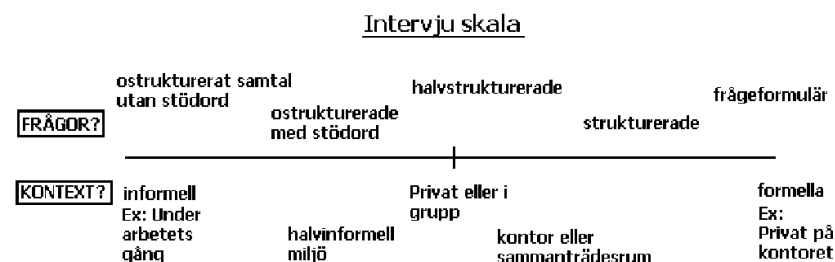 Intervju skala
ostrukturerat samtal
utan stödord
halvstrukturerade
frågeformulär
ostrukturerade
med stödord
strukturerade
FRÅGOR?
KONTEXT?
informell
Ex: Under
arbetets
gång
halvinformell
miljö
Privat eller i
grupp
kontor eller
sammanträdesrum
formella
Ex:
Privat på
kontoret